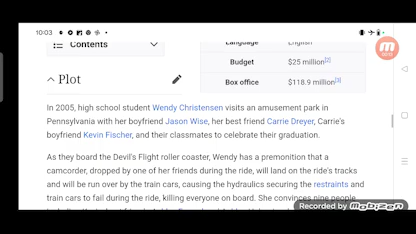 10:03
Contents
Language English
Budget $25 million[2]
Box office $118.9 million[3]
Plot
In 2005, high school student Wendy Christensen visits an amusement park in
Pennsylvania with her boyfriend Jason Wise, her best friend Carrie Dreyer, Carrie's
boyfriend Kevin Fischer, and their classmates to celebrate their graduation.
As they board the Devil's Flight roller coaster, Wendy has a premonition that a
camcorder, dropped by one of her friends during the ride, will land on the ride's tracks
and will be run over by the train cars, causing the hydraulics securing the restraints and
train cars to fail during the ride, killing everyone on board. She convinces nine people
Recorded by mobizen